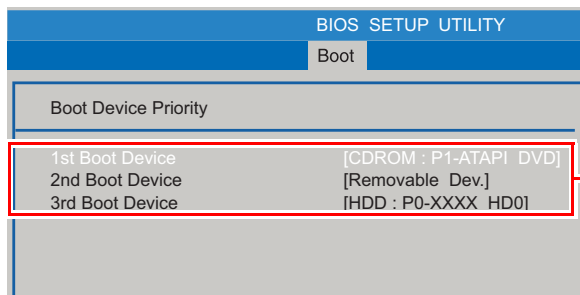 BIOS SETUP UTILITY
Boot
Boot Device Priority
1st Boot Device [CDROM : P1-ATAPI DVD]
2nd Boot Device [Removable Dev.]
3rd Boot Device [HDD : P0-XXXX HD0]